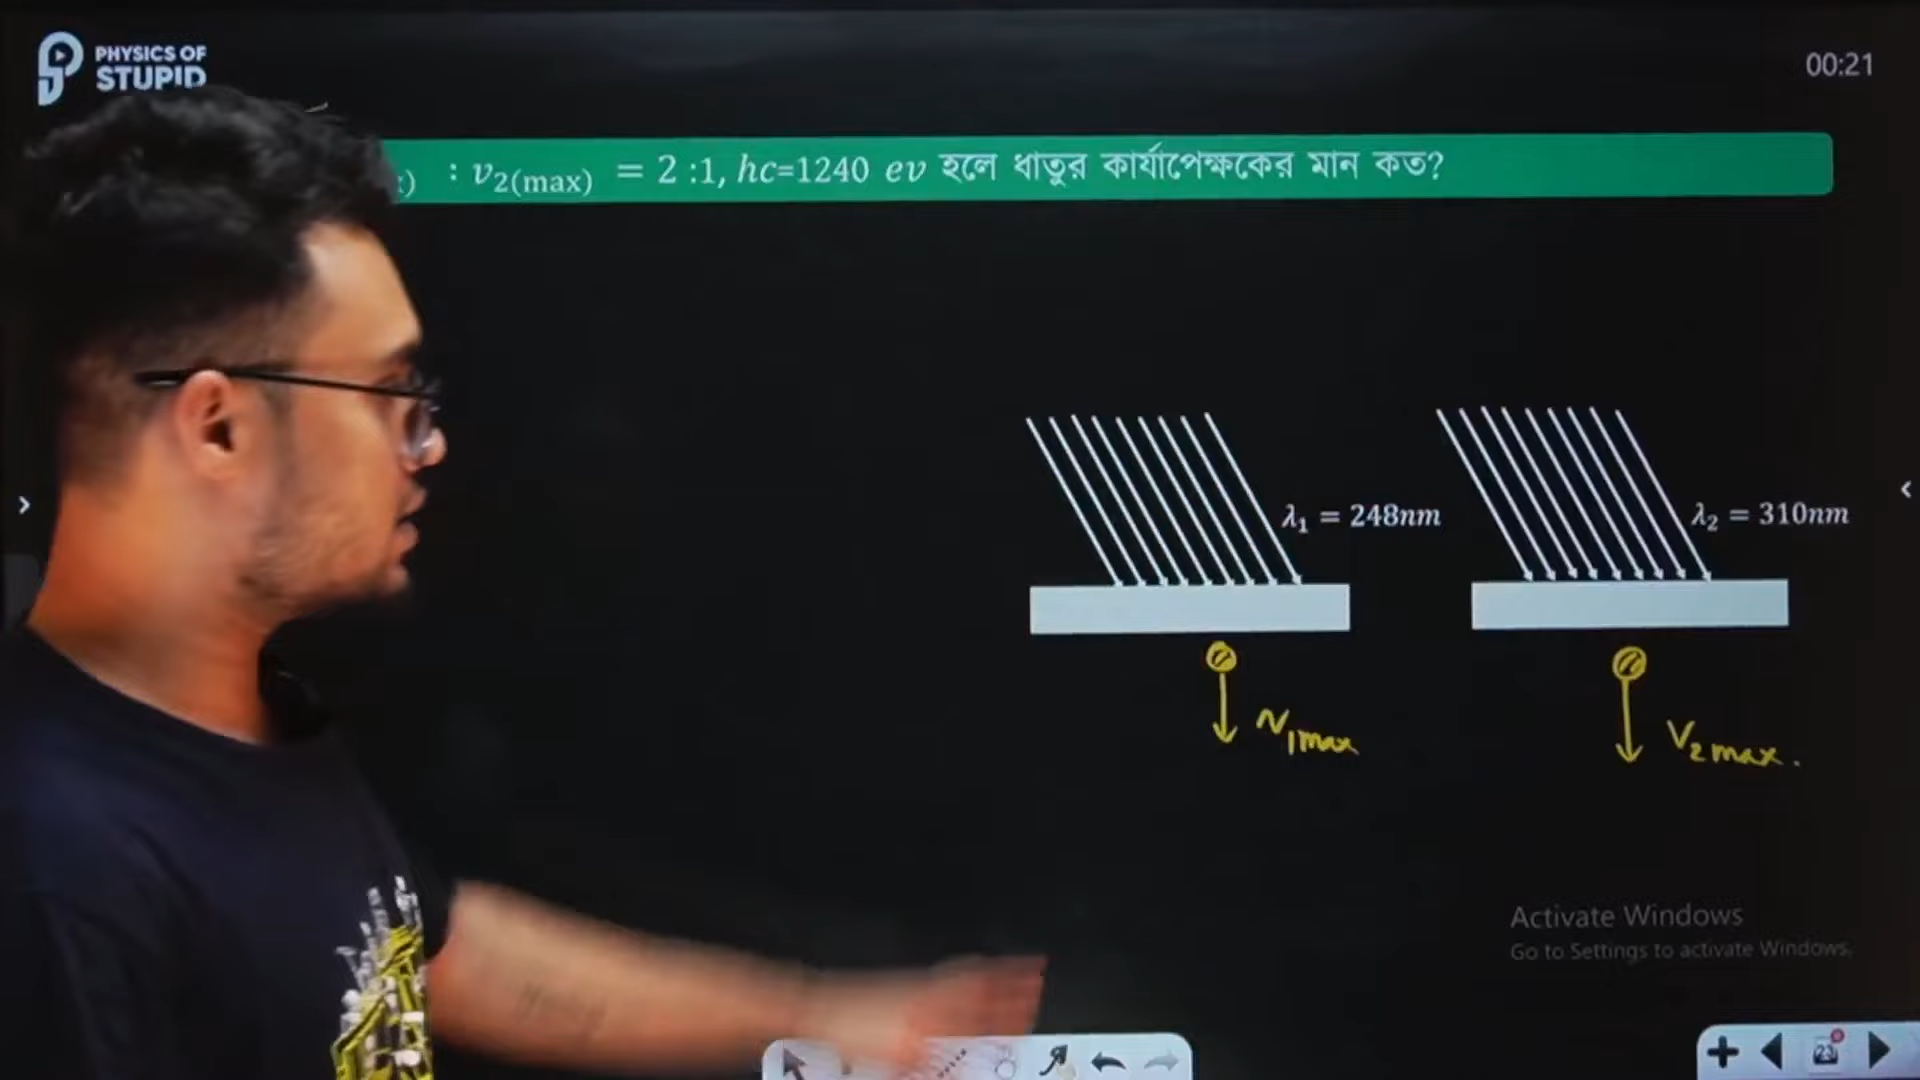 PHYSICS OF
STUPID
00:21
) : v₂(max) = 2 :1, hc=1240 ev হলে ধাতুর কার্যাপেক্ষকের মান কত?
λ₁ = 248nm
λ₂ = 310nm
v₁max
v₂max.
Activate Windows
Go to Settings to activate Windows.
23